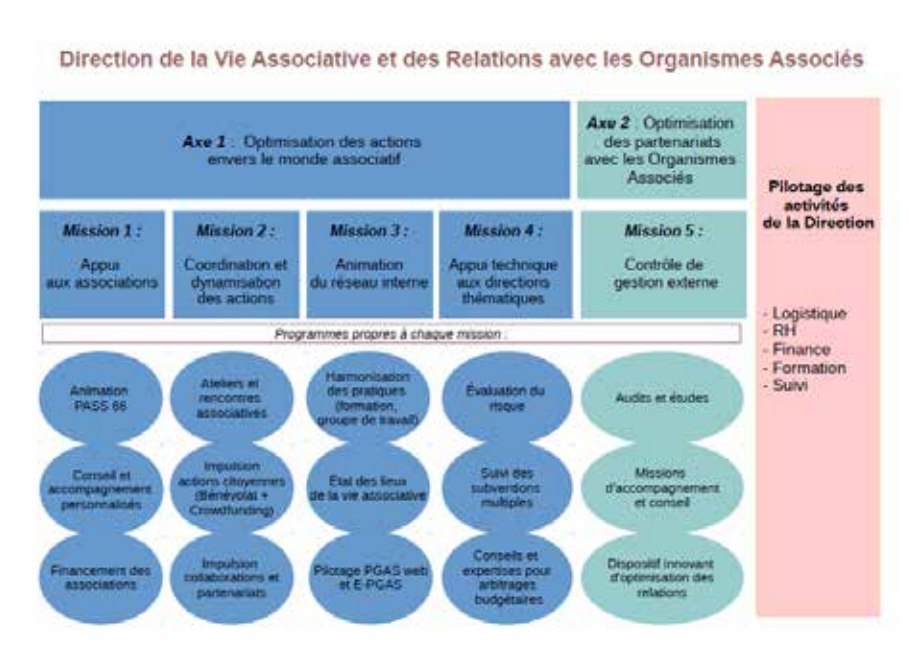 Direction de la Vie Associative et des Relations avec les Organismes Associés
Axe 1 : Optimisation des actions
envers le monde associatif
Axe 2 : Optimisation
des partenariats
avec les Organismes
Associés
Pilotage des
activités
de la Direction
- Logistique
- RH
- Finance
- Formation
- Suivi
Mission 1 :
Appui
aux associations
Mission 2 :
Coordination et
dynamisation
des actions
Mission 3 :
Animation
du réseau interne
Mission 4 :
Appui technique
aux directions
thématiques
Mission 5 :
Contrôle de
gestion externe
Programmes propres à chaque mission :
Animation
PASS 66
Ateliers et
rencontres
associatives
Harmonisation
des pratiques
(formation,
groupe de travail)
Évaluation du
risque
Audits et études
Conseil et
accompagnement
personnalisés
Impulsion
actions citoyennes
(Bénévolat +
Crowdfunding)
État des lieux
de la vie associative
Suivi des
subventions
multiples
Missions
d'accompagnement
et conseil
Financement des
associations
Impulsion
collaborations et
partenariats
Pilotage PGAS web
et E-PGAS
Conseils et
expertises pour
arbitrages
budgétaires
Dispositif innovant
d'optimisation des
relations